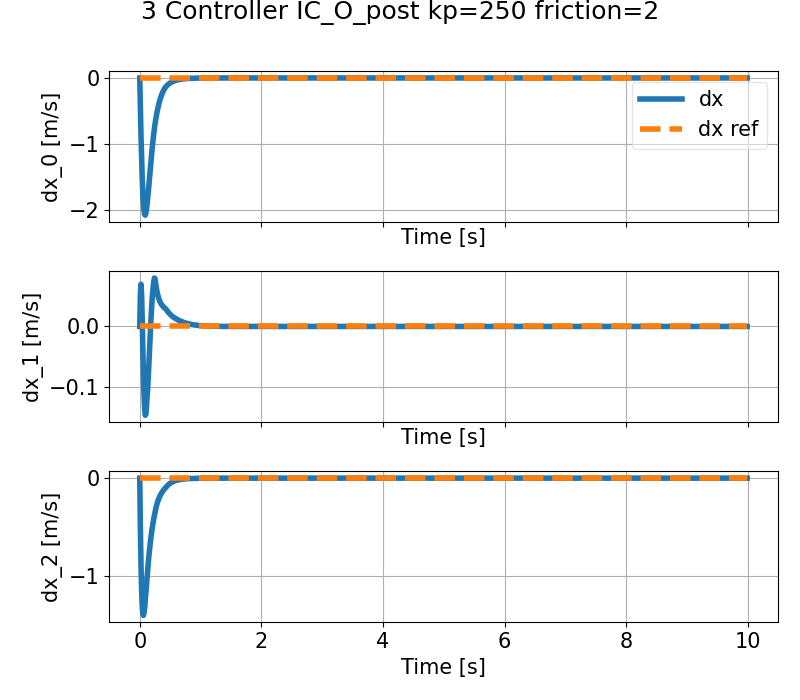 3 Controller IC_O_post kp=250 friction=2
dx_0 [m/s]
0
−1
−2
dx
dx ref
Time [s]
dx_1 [m/s]
0.0
−0.1
Time [s]
dx_2 [m/s]
0
−1
0 2 4 6 8 10
Time [s]